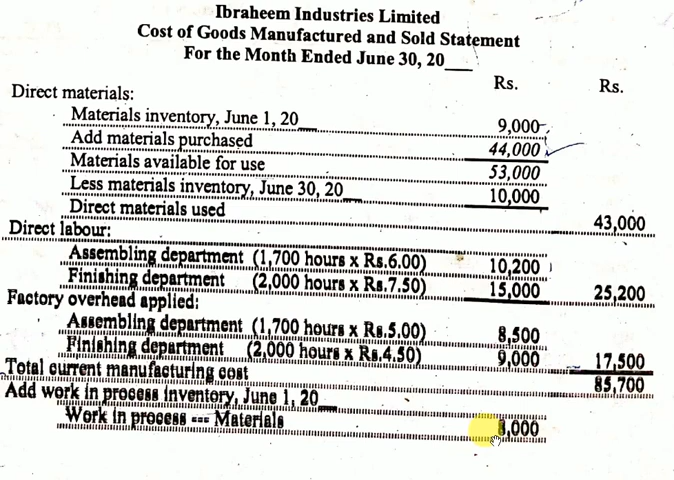 Ibraheem Industries Limited
Cost of Goods Manufactured and Sold Statement
For the Month Ended June 30, 20__
Rs. Rs.
Direct materials:
Materials inventory, June 1, 20__ 9,000
Add materials purchased 44,000
Materials available for use 53,000
Less materials inventory, June 30, 20__ 10,000
Direct materials used 43,000
Direct labour:
Assembling department (1,700 hours x Rs.6.00) 10,200
Finishing department (2,000 hours x Rs.7.50) 15,000 25,200
Factory overhead applied:
Assembling department (1,700 hours x Rs.5.00) 8,500
Finishing department (2,000 hours x Rs.4.50) 9,000 17,500
Total current manufacturing cost 85,700
Add work in process inventory, June 1, 20__
Work in process --- Materials